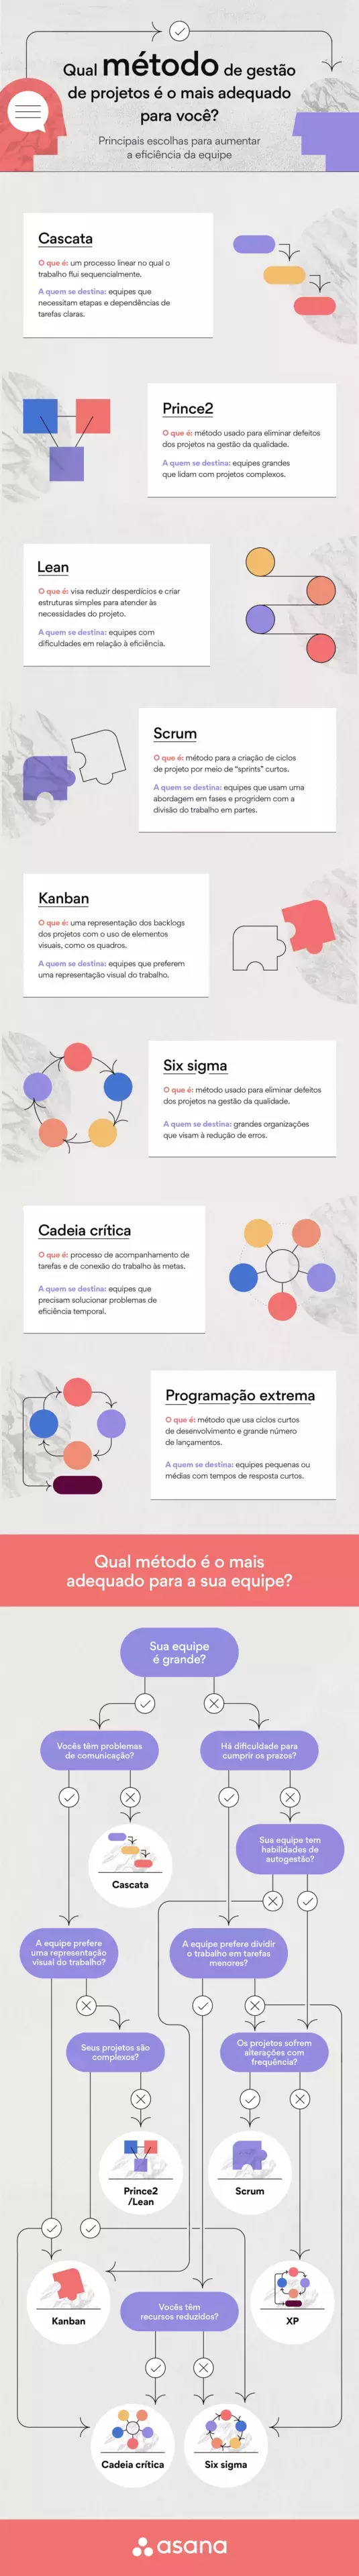 Qual método de gestão
de projetos é o mais adequado
para você?
Principais escolhas para aumentar
a eficiência da equipe
Cascata
O que é: um processo linear no qual o
trabalho flui sequencialmente.
A quem se destina: equipes que
necessitam etapas e dependências de
tarefas claras.
Prince2
O que é: método usado para eliminar defeitos
dos projetos na gestão da qualidade.
A quem se destina: equipes grandes
que lidam com projetos complexos.
Lean
O que é: visa reduzir desperdícios e criar
estruturas simples para atender às
necessidades do projeto.
A quem se destina: equipes com
dificuldades em relação à eficiência.
Scrum
O que é: método para a criação de ciclos
de projeto por meio de “sprints” curtos.
A quem se destina: equipes que usam uma
abordagem em fases e progridem com a
divisão do trabalho em partes.
Kanban
O que é: uma representação dos backlogs
dos projetos com o uso de elementos
visuais, como os quadros.
A quem se destina: equipes que preferem
uma representação visual do trabalho.
Six sigma
O que é: método usado para eliminar defeitos
dos projetos na gestão da qualidade.
A quem se destina: grandes organizações
que visam à redução de erros.
Cadeia crítica
O que é: processo de acompanhamento de
tarefas e de conexão do trabalho às metas.
A quem se destina: equipes que
precisam solucionar problemas de
eficiência temporal.
Programação extrema
O que é: método que usa ciclos curtos
de desenvolvimento e grande número
de lançamentos.
A quem se destina: equipes pequenas ou
médias com tempos de resposta curtos.
Qual método é o mais
adequado para a sua equipe?
Sua equipe
é grande?
Vocês têm problemas
de comunicação?
Há dificuldade para
cumprir os prazos?
Sua equipe tem
habilidades de
autogestão?
Cascata
A equipe prefere
uma representação
visual do trabalho?
A equipe prefere dividir
o trabalho em tarefas
menores?
Seus projetos são
complexos?
Os projetos sofrem
alterações com
frequência?
Prince2
/Lean
Scrum
Kanban
Vocês têm
recursos reduzidos?
XP
Cadeia crítica
Six sigma
asana